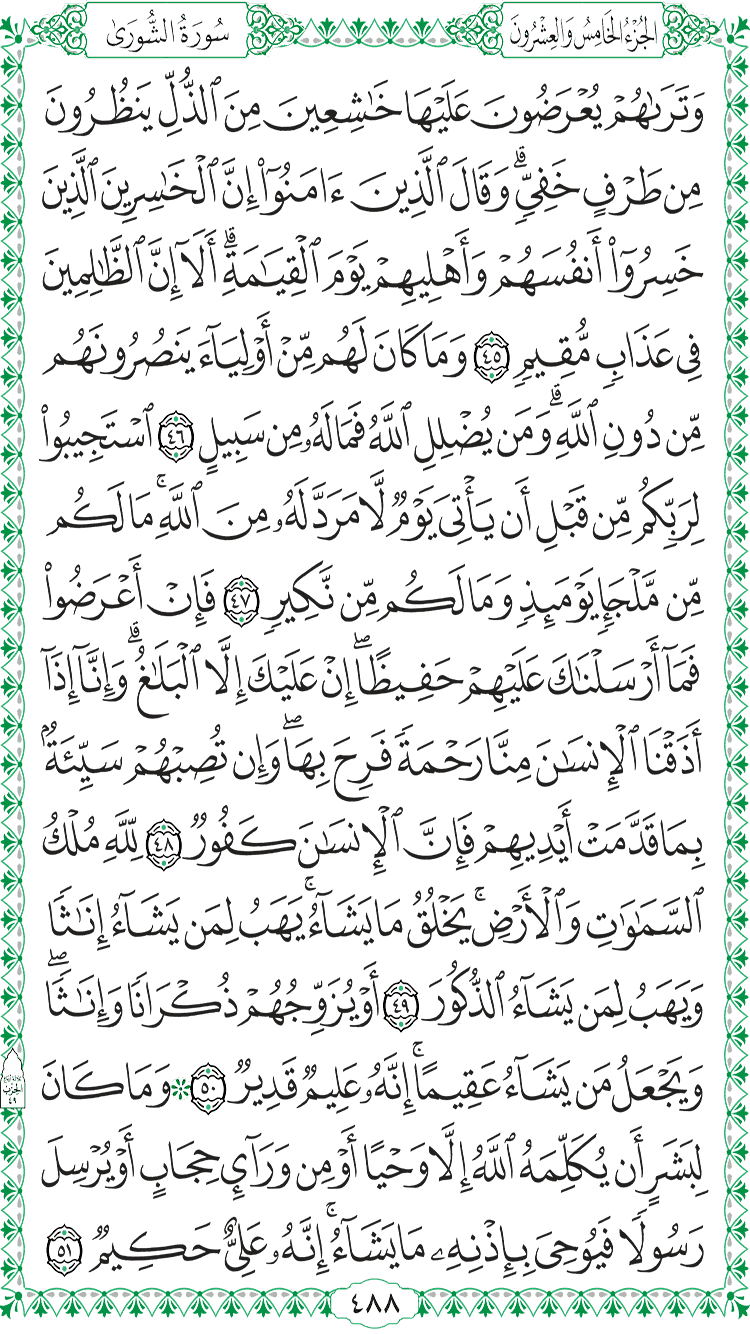 الجُزْءُ الخَامِسُ وَالعِشْرُونَ
سُورَةُ الشُّورَىٰ
وَتَرَىٰهُمْ يُعْرَضُونَ عَلَيْهَا خَٰشِعِينَ مِنَ ٱلذُّلِّ يَنظُرُونَ
مِن طَرْفٍ خَفِيٍّۗ وَقَالَ ٱلَّذِينَ ءَامَنُوٓاْ إِنَّ ٱلْخَٰسِرِينَ ٱلَّذِينَ
خَسِرُوٓاْ أَنفُسَهُمْ وَأَهْلِيهِمْ يَوْمَ ٱلْقِيَٰمَةِۗ أَلَآ إِنَّ ٱلظَّٰلِمِينَ
فِى عَذَابٍ مُّقِيمٍ ٤٥ وَمَا كَانَ لَهُم مِّنْ أَوْلِيَآءَ يَنصُرُونَهُم
مِّن دُونِ ٱللَّهِۗ وَمَن يُضْلِلِ ٱللَّهُ فَمَا لَهُۥ مِن سَبِيلٍ ٤٦ ٱسْتَجِيبُواْ
لِرَبِّكُم مِّن قَبْلِ أَن يَأْتِىَ يَوْمٌ لَّا مَرَدَّ لَهُۥ مِنَ ٱللَّهِۚ مَا لَكُم
مِّن مَّلْجَإٍ يَوْمَئِذٍ وَمَا لَكُم مِّن نَّكِيرٍ ٤٧ فَإِنْ أَعْرَضُواْ
فَمَآ أَرْسَلْنَٰكَ عَلَيْهِمْ حَفِيظًاۖ إِنْ عَلَيْكَ إِلَّا ٱلْبَلَٰغُۗ وَإِنَّآ إِذَآ
أَذَقْنَا ٱلْإِنسَٰنَ مِنَّا رَحْمَةً فَرِحَ بِهَاۖ وَإِن تُصِبْهُمْ سَيِّئَةٌۢ
بِمَا قَدَّمَتْ أَيْدِيهِمْ فَإِنَّ ٱلْإِنسَٰنَ كَفُورٌ ٤٨ لِّلَّهِ مُلْكُ
ٱلسَّمَٰوَٰتِ وَٱلْأَرْضِۚ يَخْلُقُ مَا يَشَآءُۚ يَهَبُ لِمَن يَشَآءُ إِنَٰثًا
وَيَهَبُ لِمَن يَشَآءُ ٱلذُّكُورَ ٤٩ أَوْ يُزَوِّجُهُمْ ذُكْرَانًا وَإِنَٰثًاۖ
وَيَجْعَلُ مَن يَشَآءُ عَقِيمًاۚ إِنَّهُۥ عَلِيمٌ قَدِيرٌ ٥٠ ۞ وَمَا كَانَ
لِبَشَرٍ أَن يُكَلِّمَهُ ٱللَّهُ إِلَّا وَحْيًا أَوْ مِن وَرَآئِ حِجَابٍ أَوْ يُرْسِلَ
رَسُولًا فَيُوحِىَ بِإِذْنِهِۦ مَا يَشَآءُۚ إِنَّهُۥ عَلِىٌّ حَكِيمٌ ٥١
الحزب
٤٩
٤٨٨